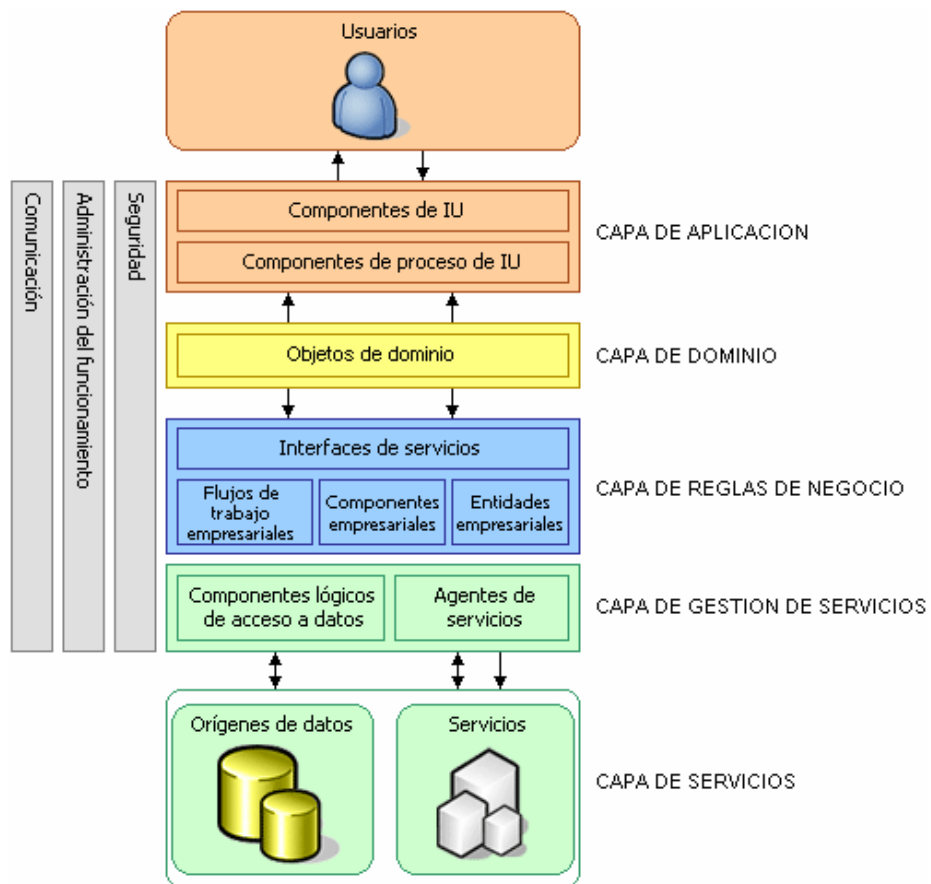 Usuarios
Comunicación
Administración del funcionamiento
Seguridad
Componentes de IU
Componentes de proceso de IU
CAPA DE APLICACION
Objetos de dominio
CAPA DE DOMINIO
Interfaces de servicios
Flujos de
trabajo
empresariales
Componentes
empresariales
Entidades
empresariales
CAPA DE REGLAS DE NEGOCIO
Componentes lógicos
de acceso a datos
Agentes de
servicios
CAPA DE GESTION DE SERVICIOS
Orígenes de datos
Servicios
CAPA DE SERVICIOS